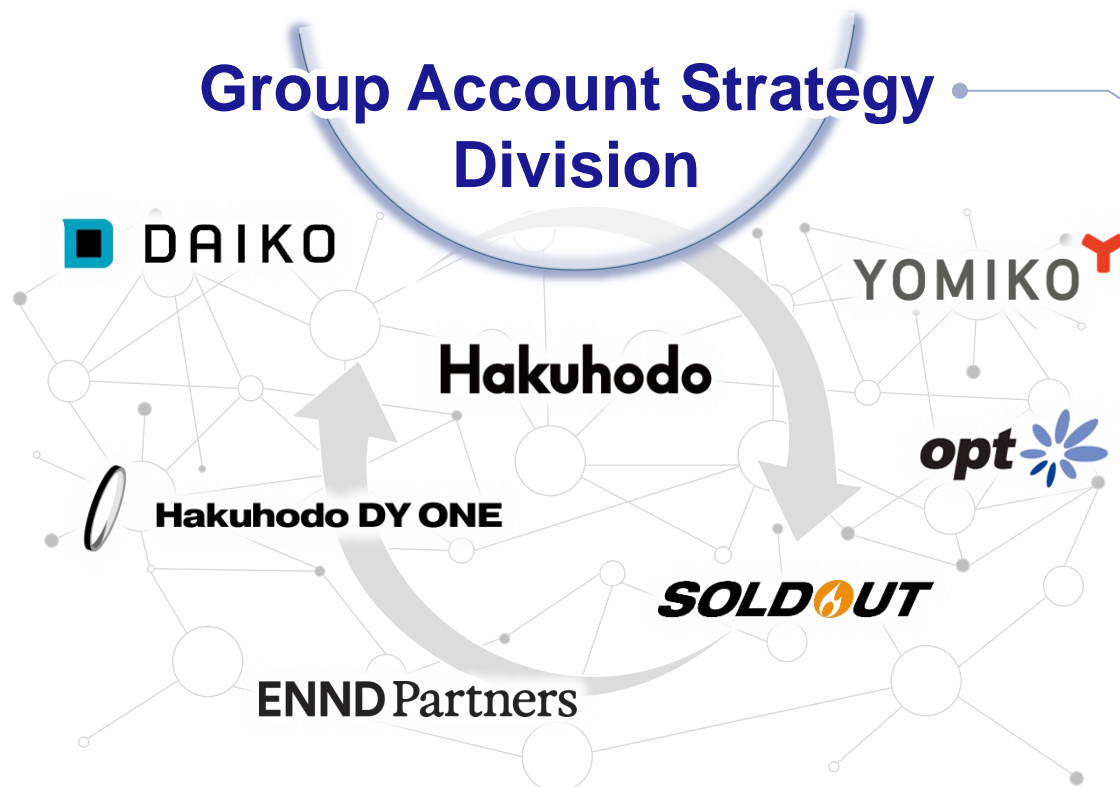 Group Account Strategy
Division
DAIKO
YOMIKO
Hakuhodo
opt
Hakuhodo DY ONE
SOLDOUT
ENND Partners